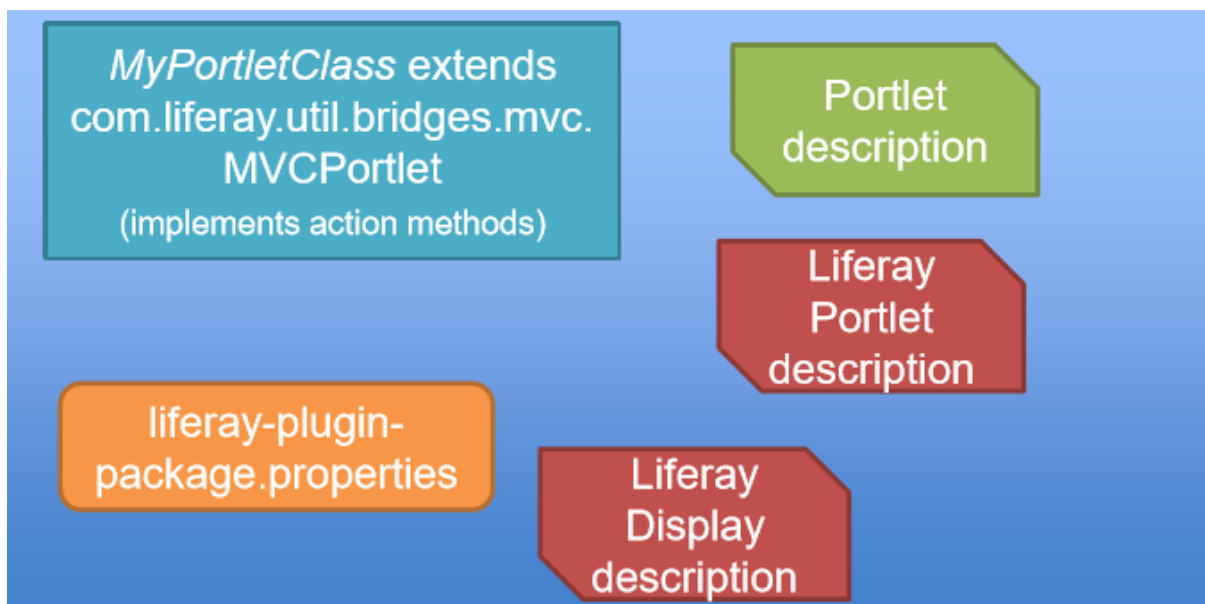 MyPortletClass extends
com.liferay.util.bridges.mvc.
MVCPortlet
(implements action methods)
Portlet
description
Liferay
Portlet
description
liferay-plugin-
package.properties
Liferay
Display
description